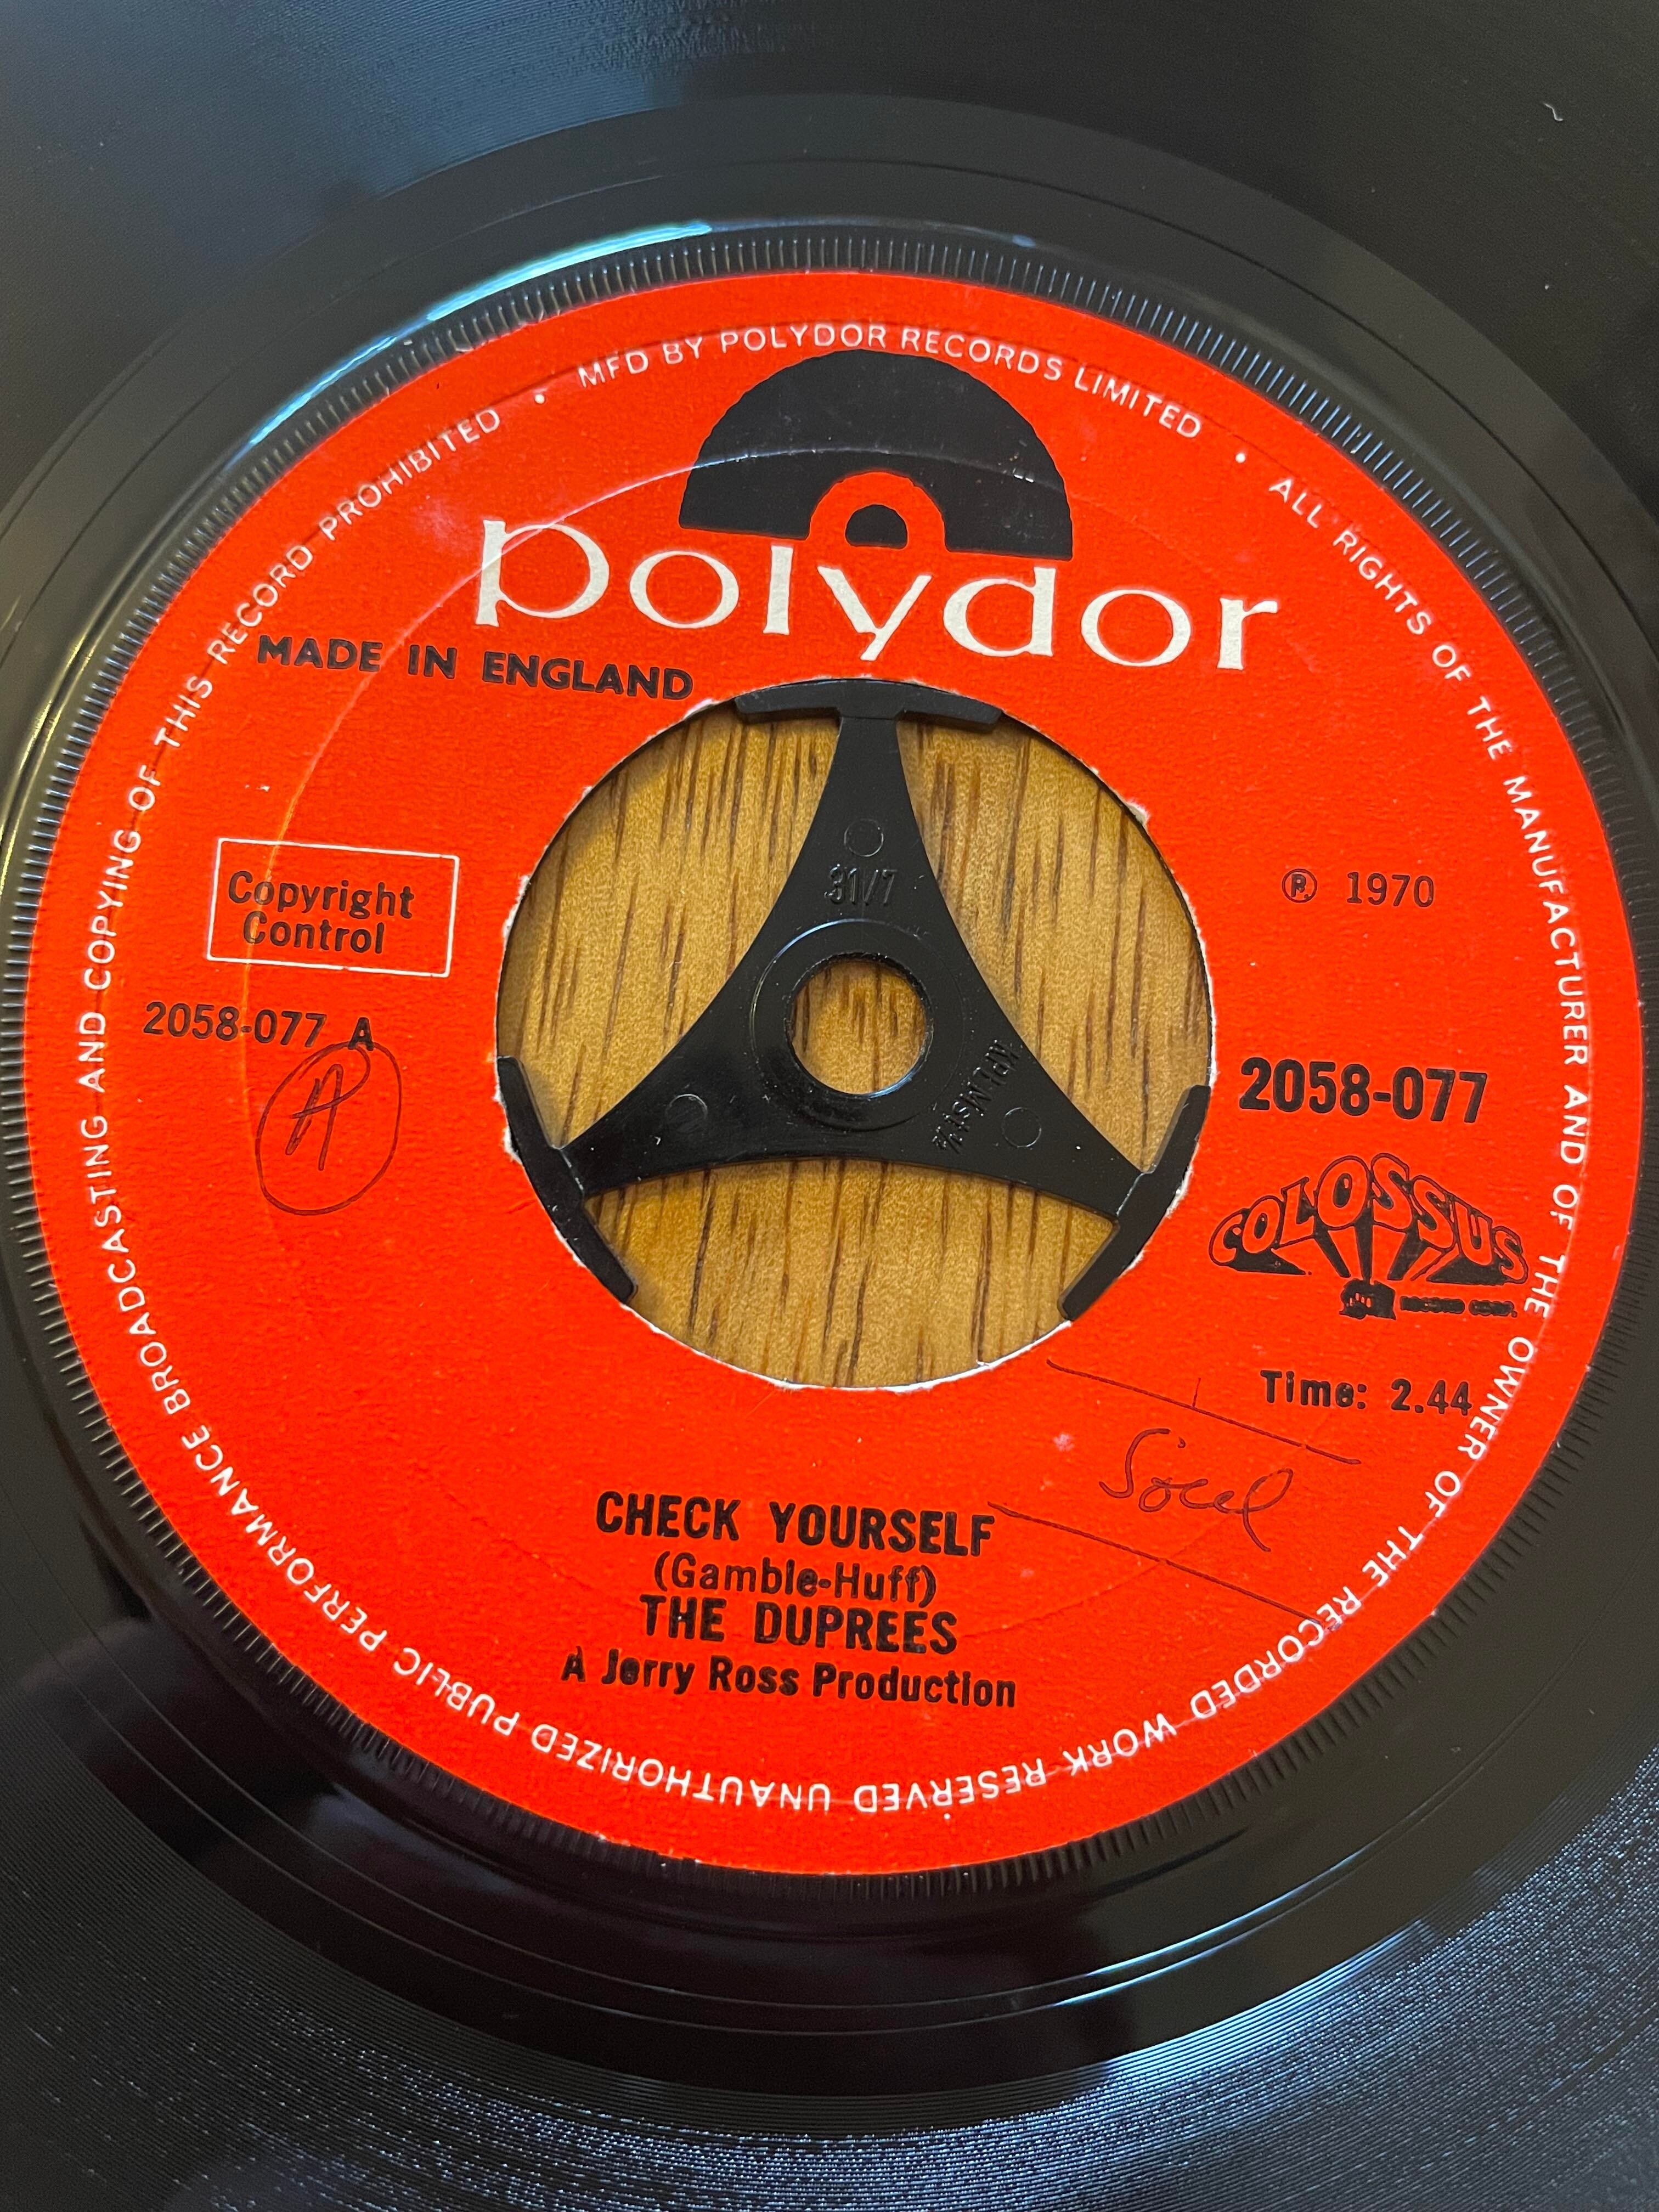 MFD BY POLYDOR RECORDS LIMITED • ALL RIGHTS OF THE MANUFACTURER AND OF THE OWNER OF THE RECORDED WORK RESERVED UNAUTHORIZED PUBLIC PERFORMANCE BROADCASTING AND COPYING OF THIS RECORD PROHIBITED •
polydor
MADE IN ENGLAND
31/7
Copyright
Control
℗ 1970
2058-077 A
A
2058-077
COLOSSUS
RECORD CORP.
Time: 2.44
Soul
CHECK YOURSELF
(Gamble-Huff)
THE DUPREES
A Jerry Ross Production